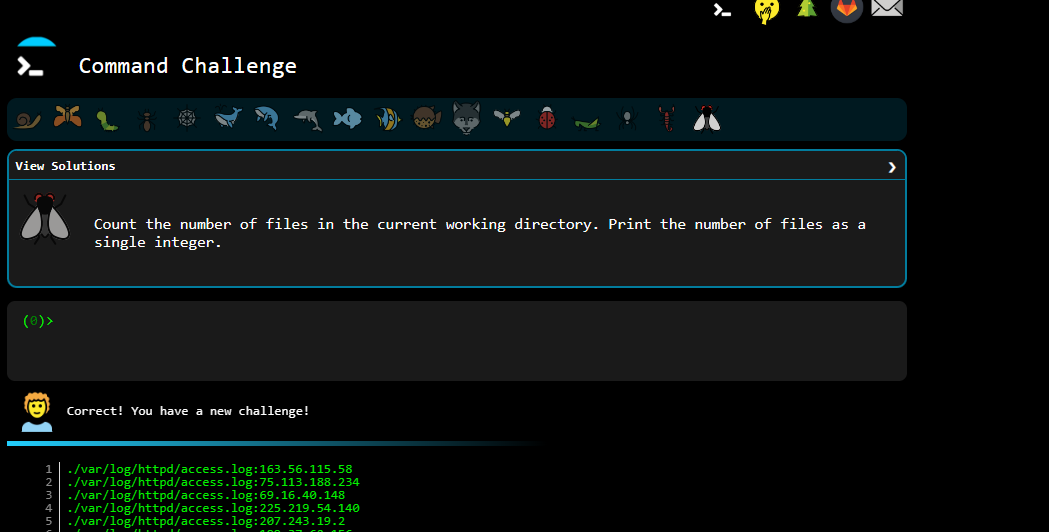 Command Challenge
View Solutions
Count the number of files in the current working directory. Print the number of files as a
single integer.
(0)>
Correct! You have a new challenge!
1 ./var/log/httpd/access.log:163.56.115.58
2 ./var/log/httpd/access.log:75.113.188.234
3 ./var/log/httpd/access.log:69.16.40.148
4 ./var/log/httpd/access.log:225.219.54.140
5 ./var/log/httpd/access.log:207.243.19.2